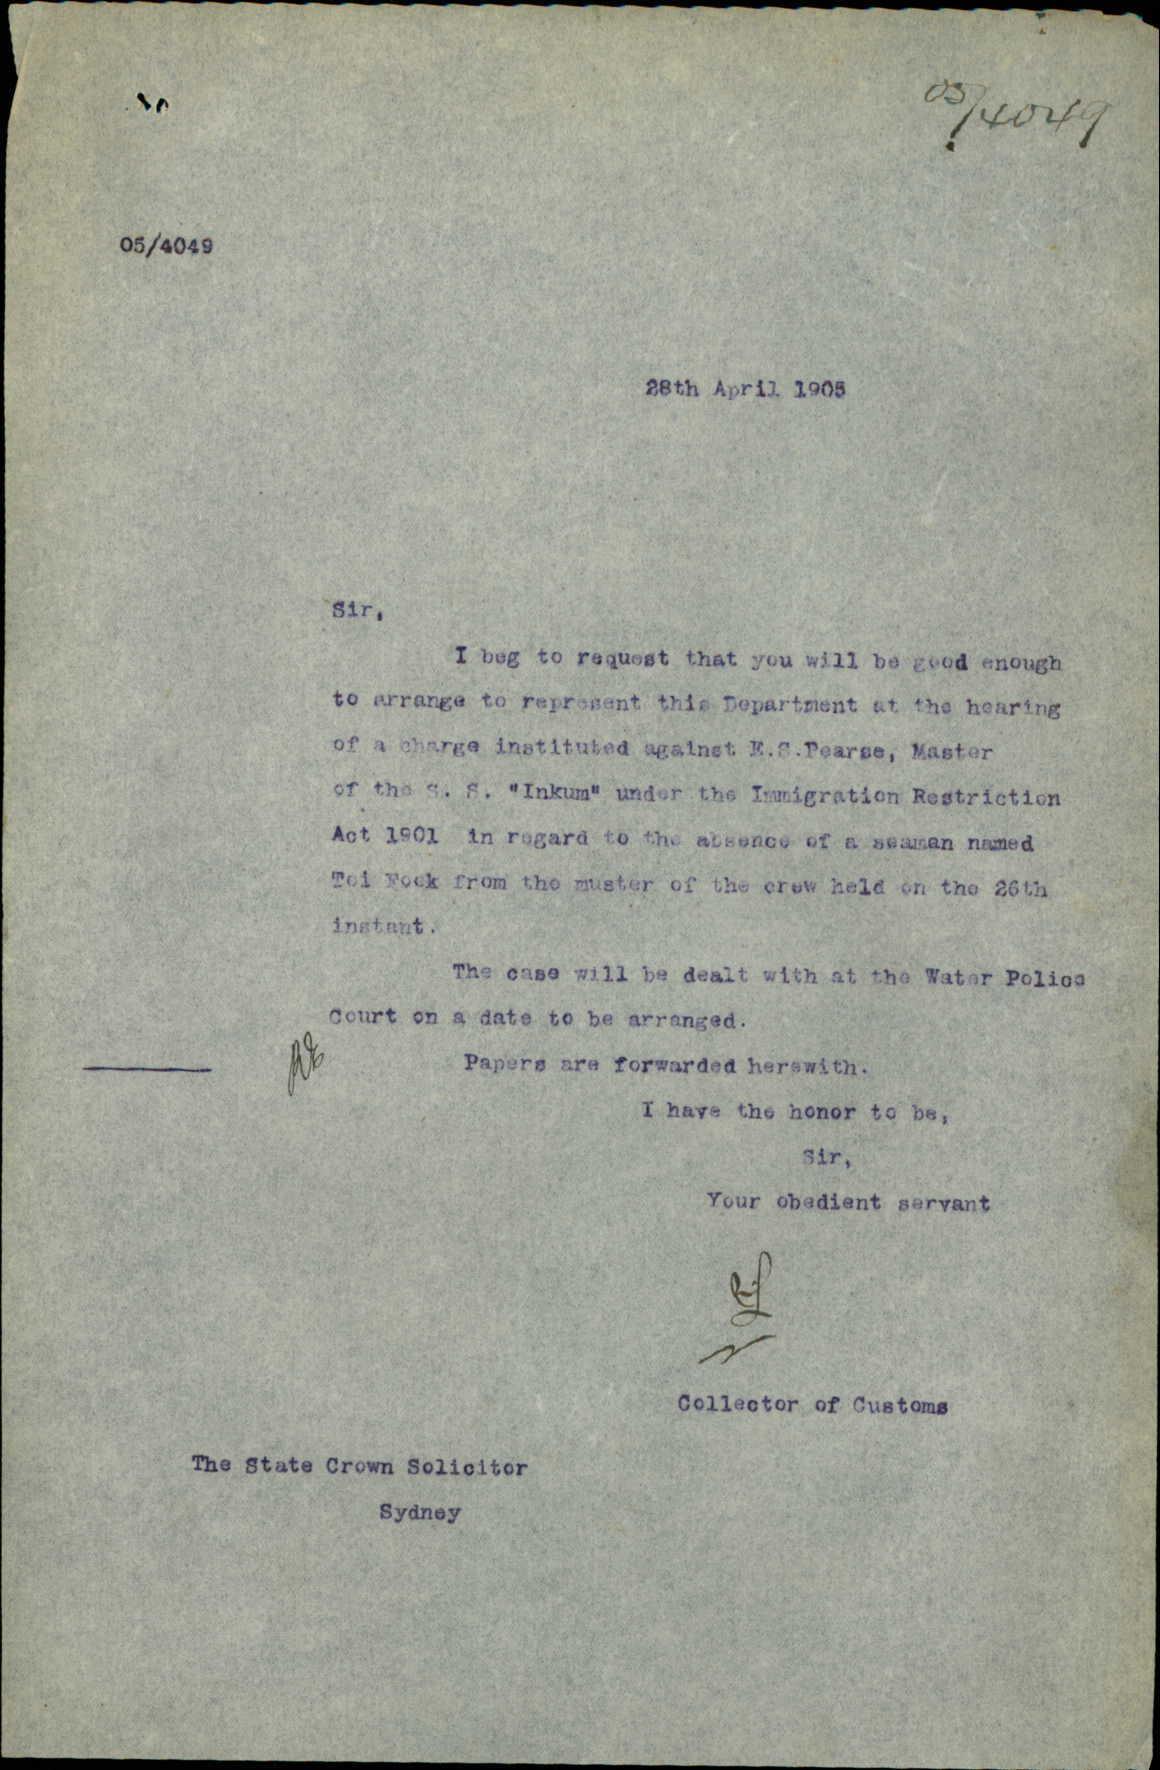 05/4049
05/4049
28th April 1905
Sir,
I beg to request that you will be good enough
to arrange to represent this Department at the hearing
of a charge instituted against E.S.Pearse, Master
of the S. S. "Inkum" under the Immigration Restriction
Act 1901 in regard to the absence of a seaman named
Toi Fock from the muster of the crew held on the 26th
instant.
The case will be dealt with at the Water Police
Court on a date to be arranged.
Papers are forwarded herewith.
I have the honor to be,
Sir,
Your obedient servant
Collector of Customs
The State Crown Solicitor
Sydney